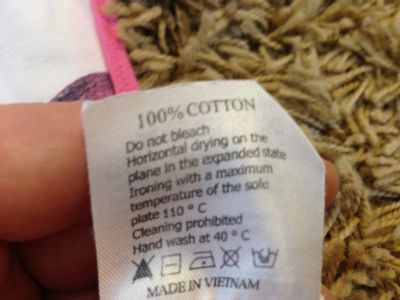 100% COTTON
Do not bleach
Horizontal drying on the
plane in the expanded state
Ironing with a maximum
temperature of the sole
plate 110 ° C
Cleaning prohibited
Hand wash at 40 ° C
MADE IN VIETNAM